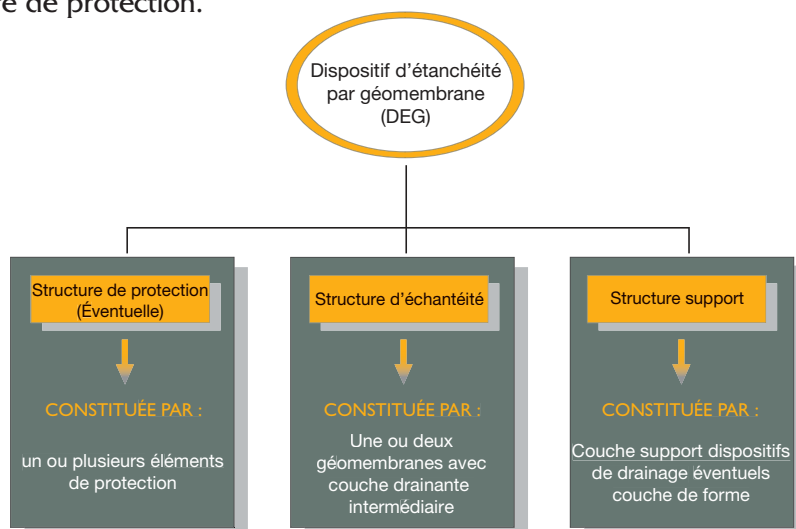 re de protection.
Dispositif d'étanchéité
par géomembrane
(DEG)
Structure de protection
(Éventuelle)
CONSTITUÉE PAR :
un ou plusieurs éléments
de protection
Structure d'échantéité
CONSTITUÉE PAR :
Une ou deux
géomembranes avec
couche drainante
intermédiaire
Structure support
CONSTITUÉE PAR :
Couche support dispositifs
de drainage éventuels
couche de forme